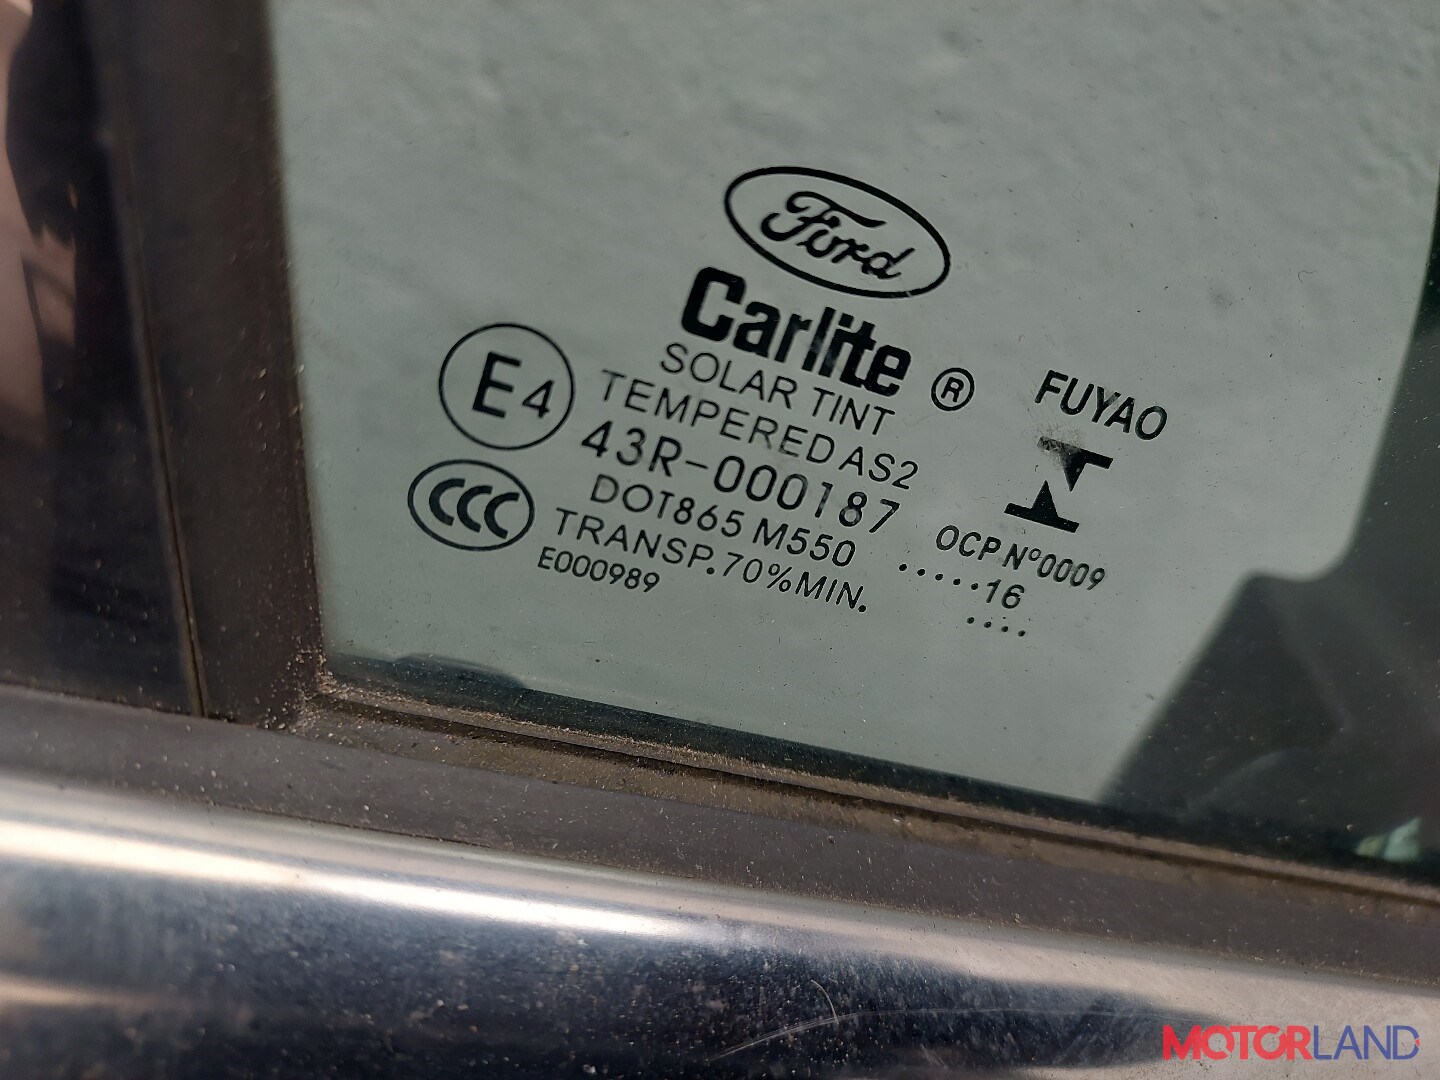 Ford
Carlite ®
SOLAR TINT
TEMPERED AS2
E4
43R-000187
DOT865 M550
CCC
TRANSP.70%MIN.
E000989
FUYAO
OCP Nº0009
.....16
....
MOTORLAND